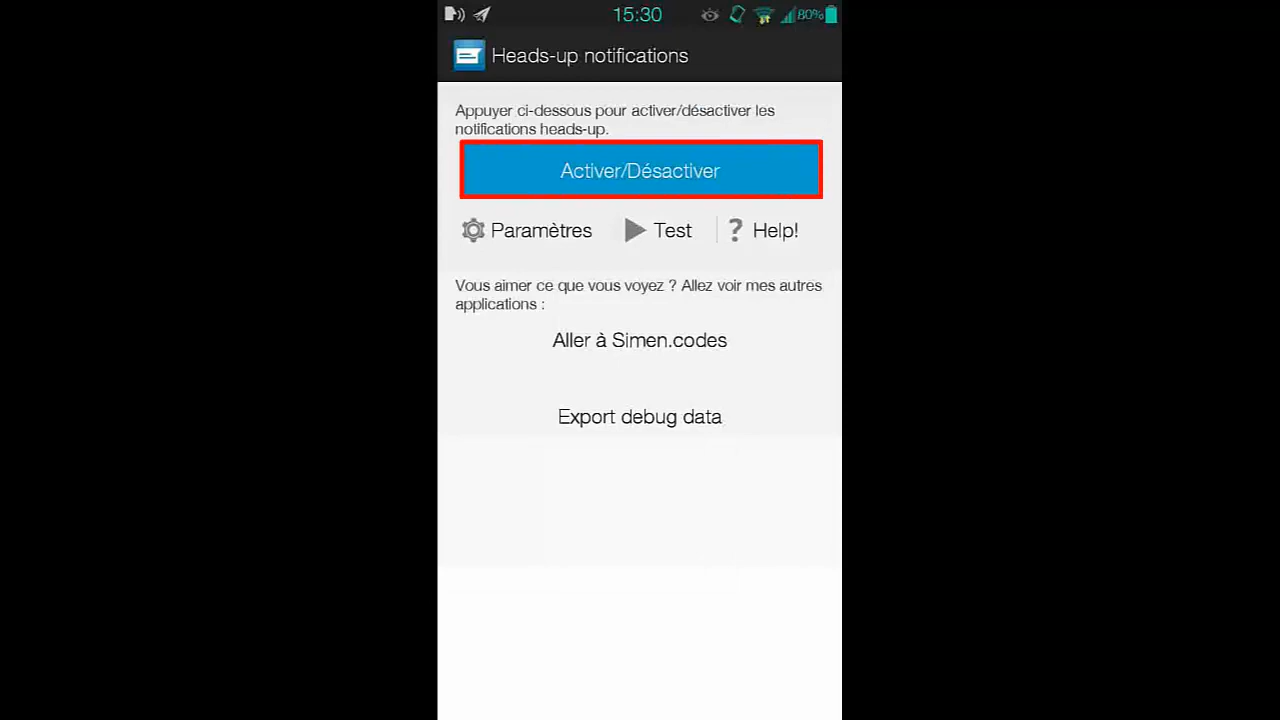 15:30
80%
Heads-up notifications
Appuyer ci-dessous pour activer/désactiver les
notifications heads-up.
Activer/Désactiver
Paramètres
Test
? Help!
Vous aimer ce que vous voyez ? Allez voir mes autres
applications :
Aller à Simen.codes
Export debug data